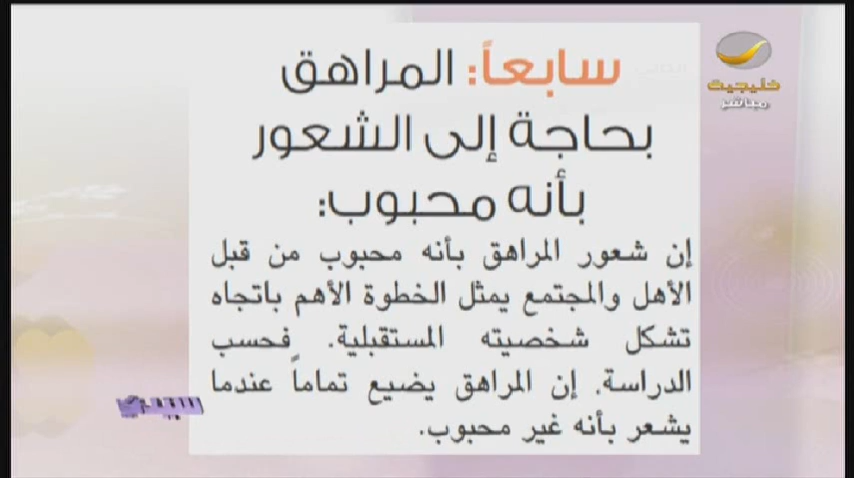 سابعاً: المراهق
بحاجة إلى الشعور
بأنه محبوب:
إن شعور المراهق بأنه محبوب من قبل
الأهل والمجتمع يمثل الخطوة الأهم باتجاه
تشكل شخصيته المستقبلية. فحسب
الدراسة. إن المراهق يضيع تماماً عندما
يشعر بأنه غير محبوب.
خليجية
مباشر
سيدتي